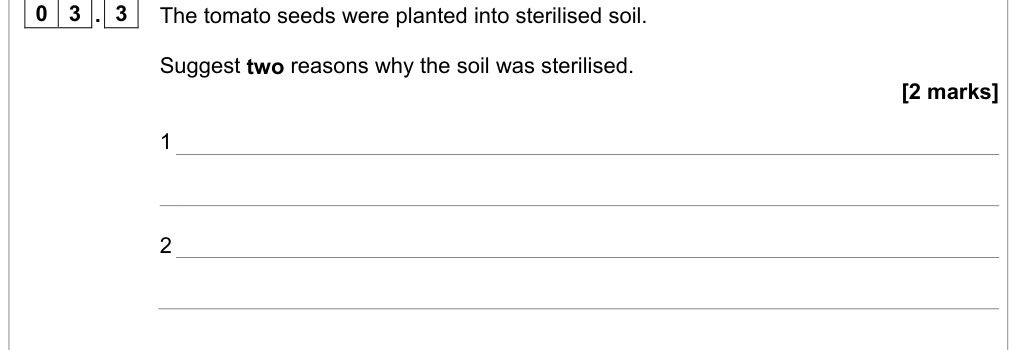 0 3 . 3 The tomato seeds were planted into sterilised soil.
Suggest two reasons why the soil was sterilised.
[2 marks]
1
2